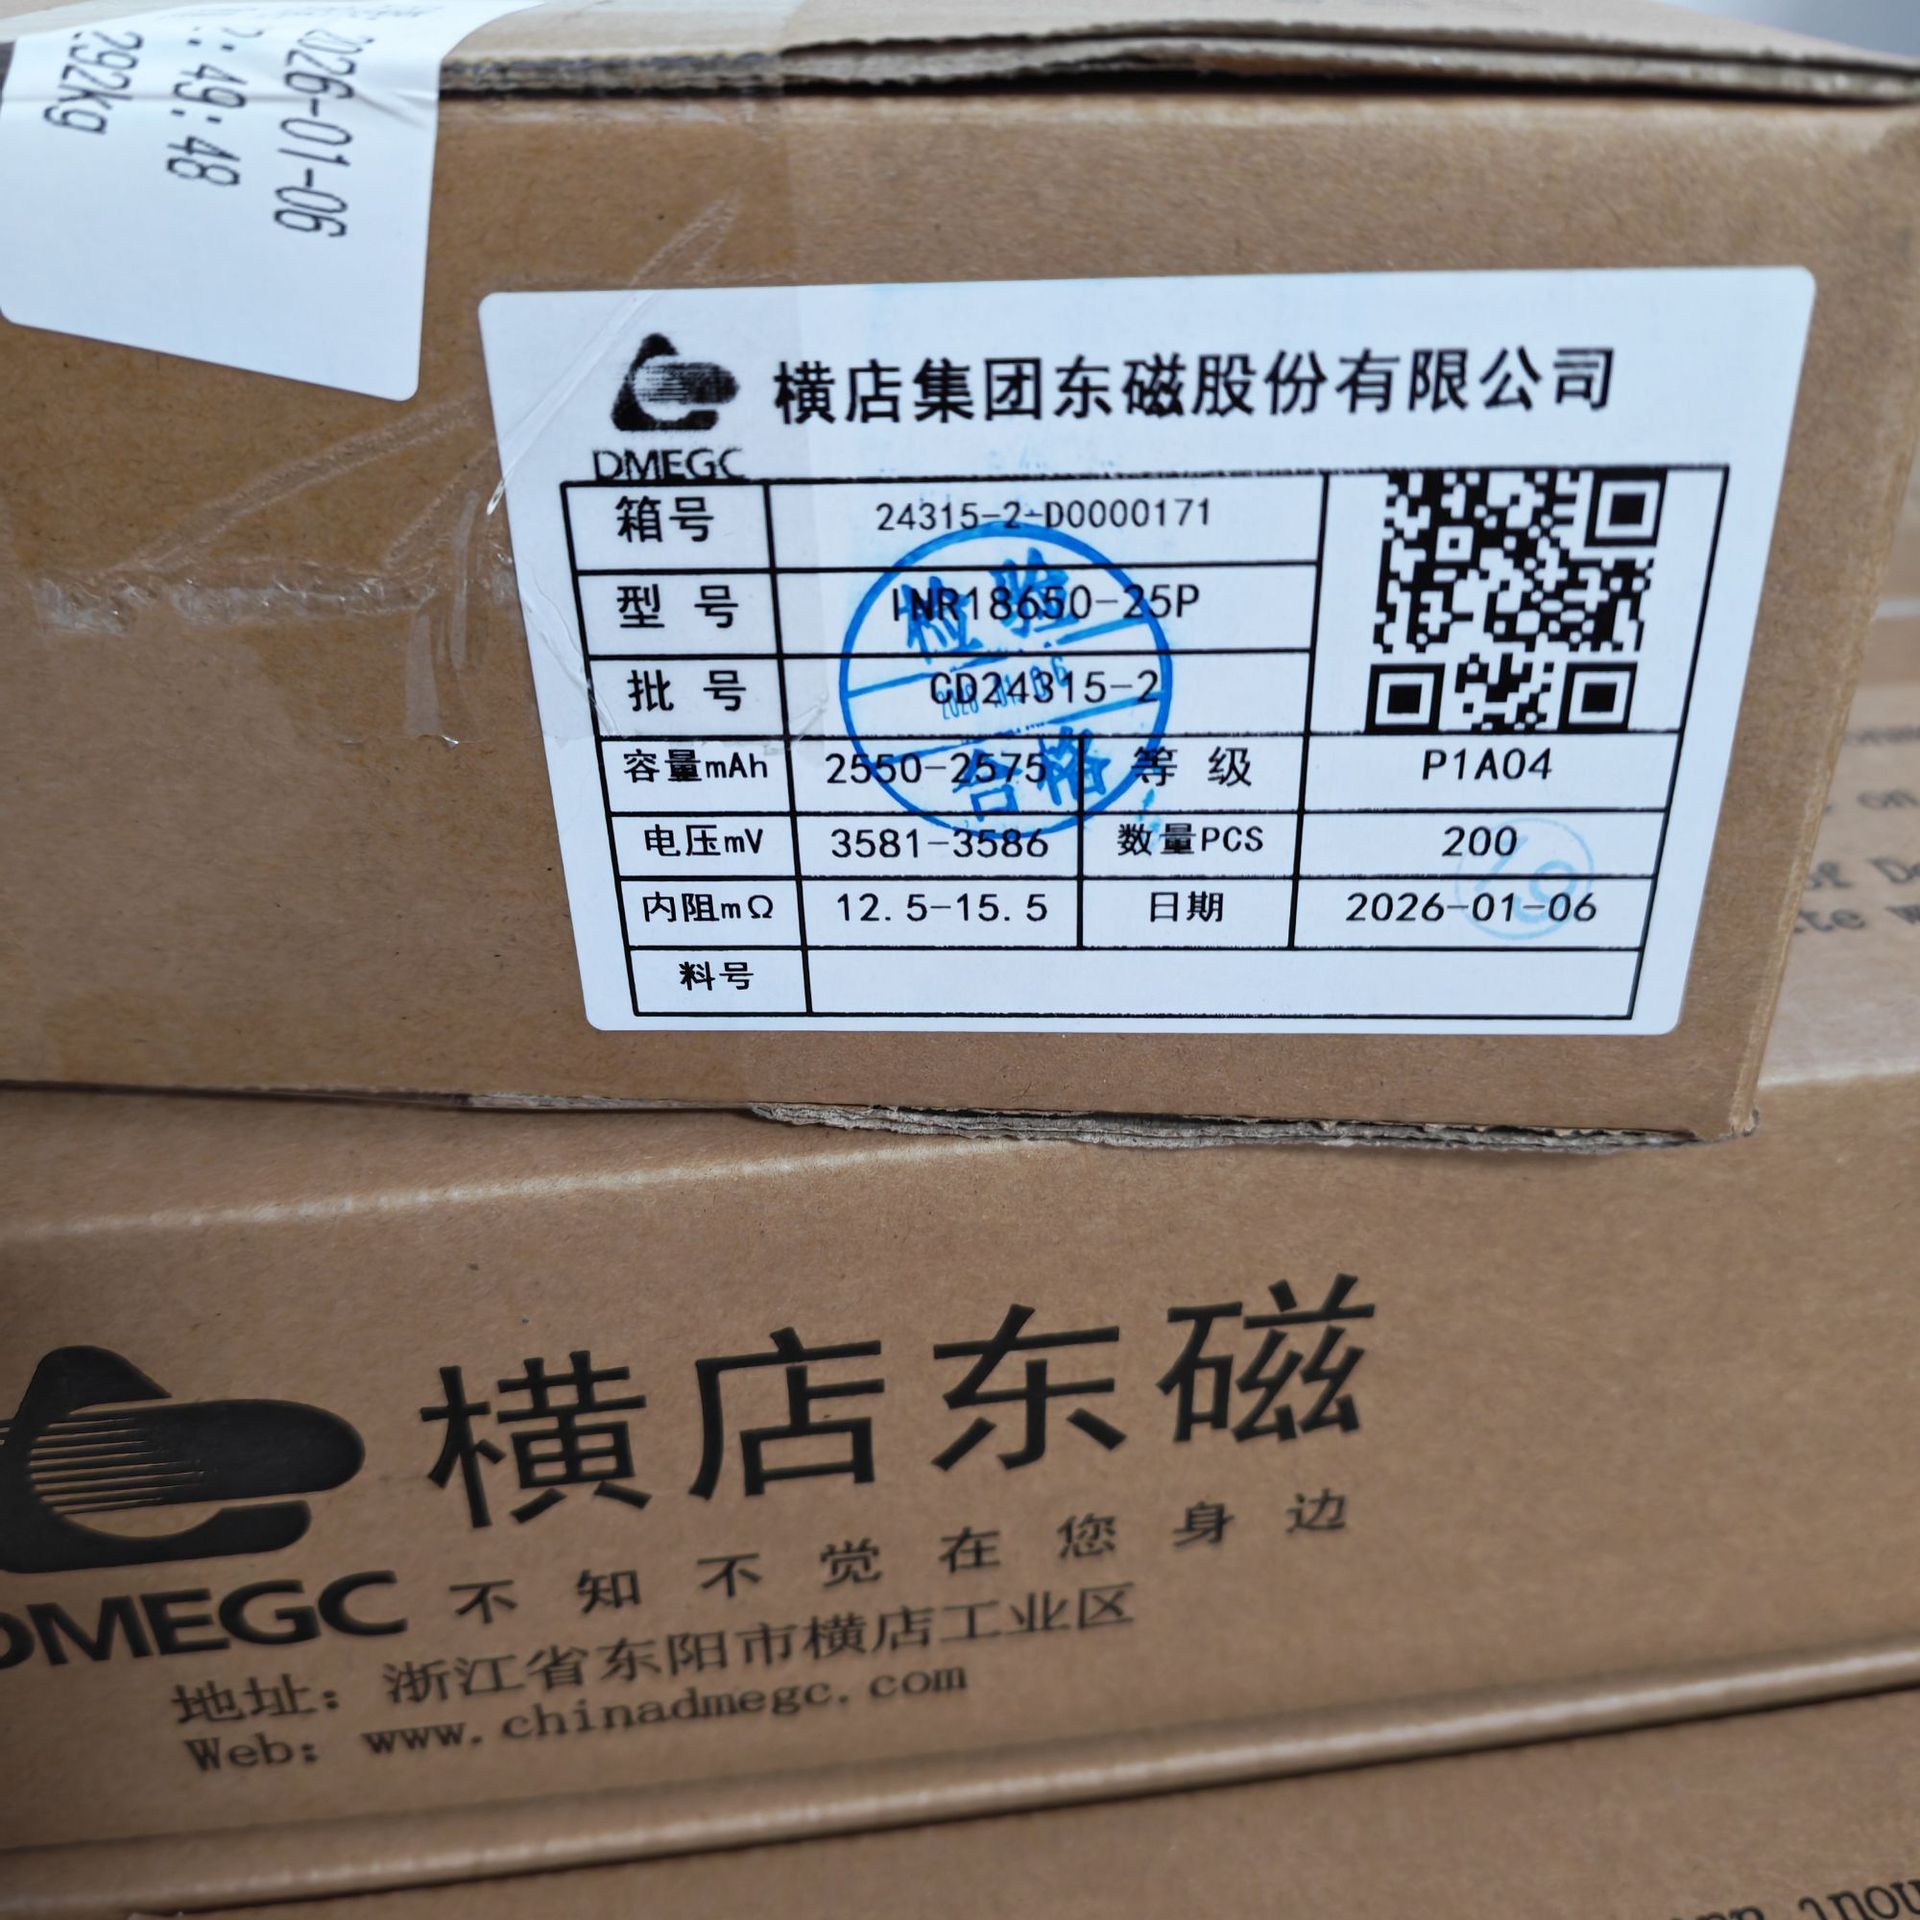 2026-01-06
:49:48
292kg
横店集团东磁股份有限公司
DMEGC
箱号 24315-2-D0000171
型号 INR18650-25P
批号 CD24315-2
容量mAh 2550-2575 等级 P1A04
电压mV 3581-3586 数量PCS 200
内阻mΩ 12.5-15.5 日期 2026-01-06
料号
检验
合格
横店东磁
DMEGC 不知不觉在您身边
地址：浙江省东阳市横店工业区
Web: www.chinadmegc.com